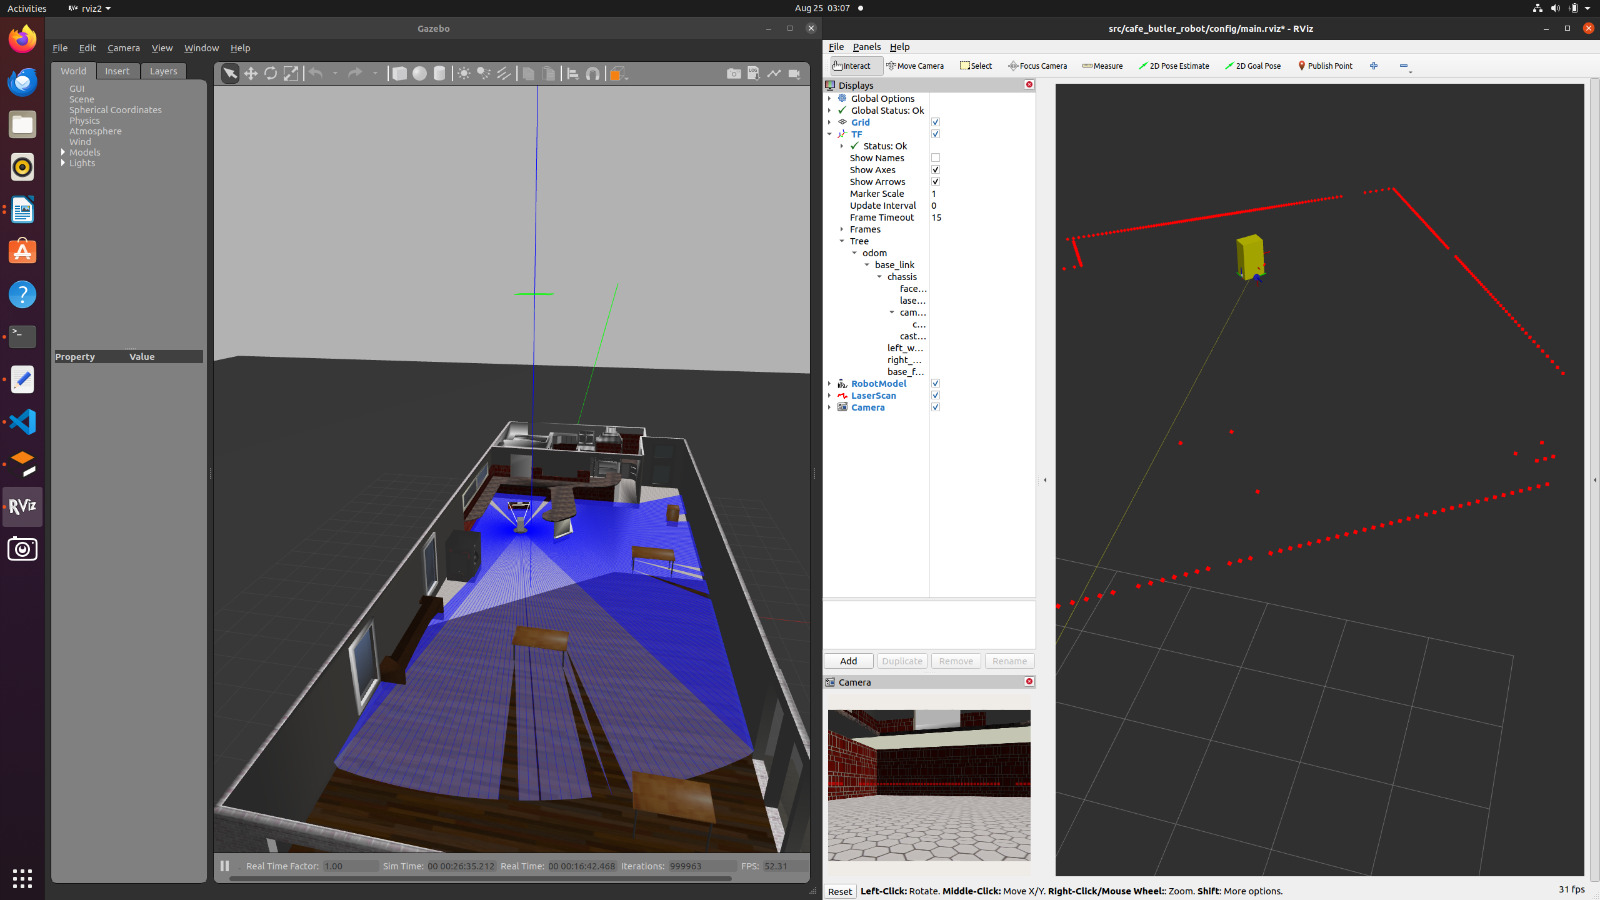 Activities
rviz2
Aug 25 03:07
Gazebo
File Edit Camera View Window Help
World Insert Layers
GUI
Scene
Spherical Coordinates
Physics
Atmosphere
Wind
Models
Lights
Property Value
Real Time Factor: 1.00 Sim Time: 00 00:26:35.212 Real Time: 00 00:16:42.468 Iterations: 999963 FPS: 52.31
src/cafe_butler_robot/config/main.rviz* - RViz
File Panels Help
Interact Move Camera Select Focus Camera Measure 2D Pose Estimate 2D Goal Pose Publish Point
Displays
Global Options
Global Status: Ok
Grid
TF
Status: Ok
Show Names
Show Axes
Show Arrows
Marker Scale 1
Update Interval 0
Frame Timeout 15
Frames
Tree
odom
base_link
chassis
face...
lase...
cam...
c...
cast...
left_w...
right_...
base_f...
RobotModel
LaserScan
Camera
Add Duplicate Remove Rename
Camera
Reset Left-Click: Rotate. Middle-Click: Move X/Y. Right-Click/Mouse Wheel:: Zoom. Shift: More options.
31 fps
RViz